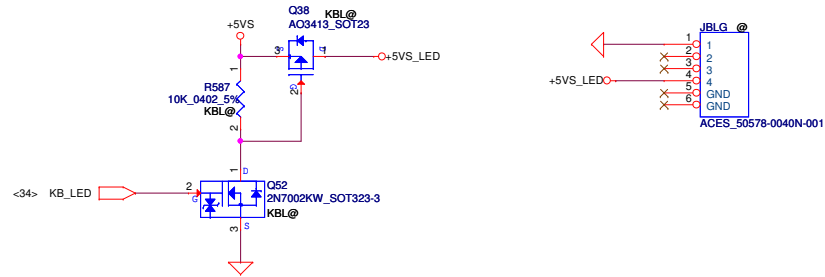 +5VS
Q38 KBL@
AO3413_SOT23
3 S D 1
+5VS_LED
G 2
1
R587
10K_0402_5%
KBL@
2
1 D
Q52
2N7002KW_SOT323-3
KBL@
<34> KB_LED
2 G
3 S
JBLG @
1 1
2 2
3 3
+5VS_LED 4 4
5 GND
6 GND
ACES_50578-0040N-001